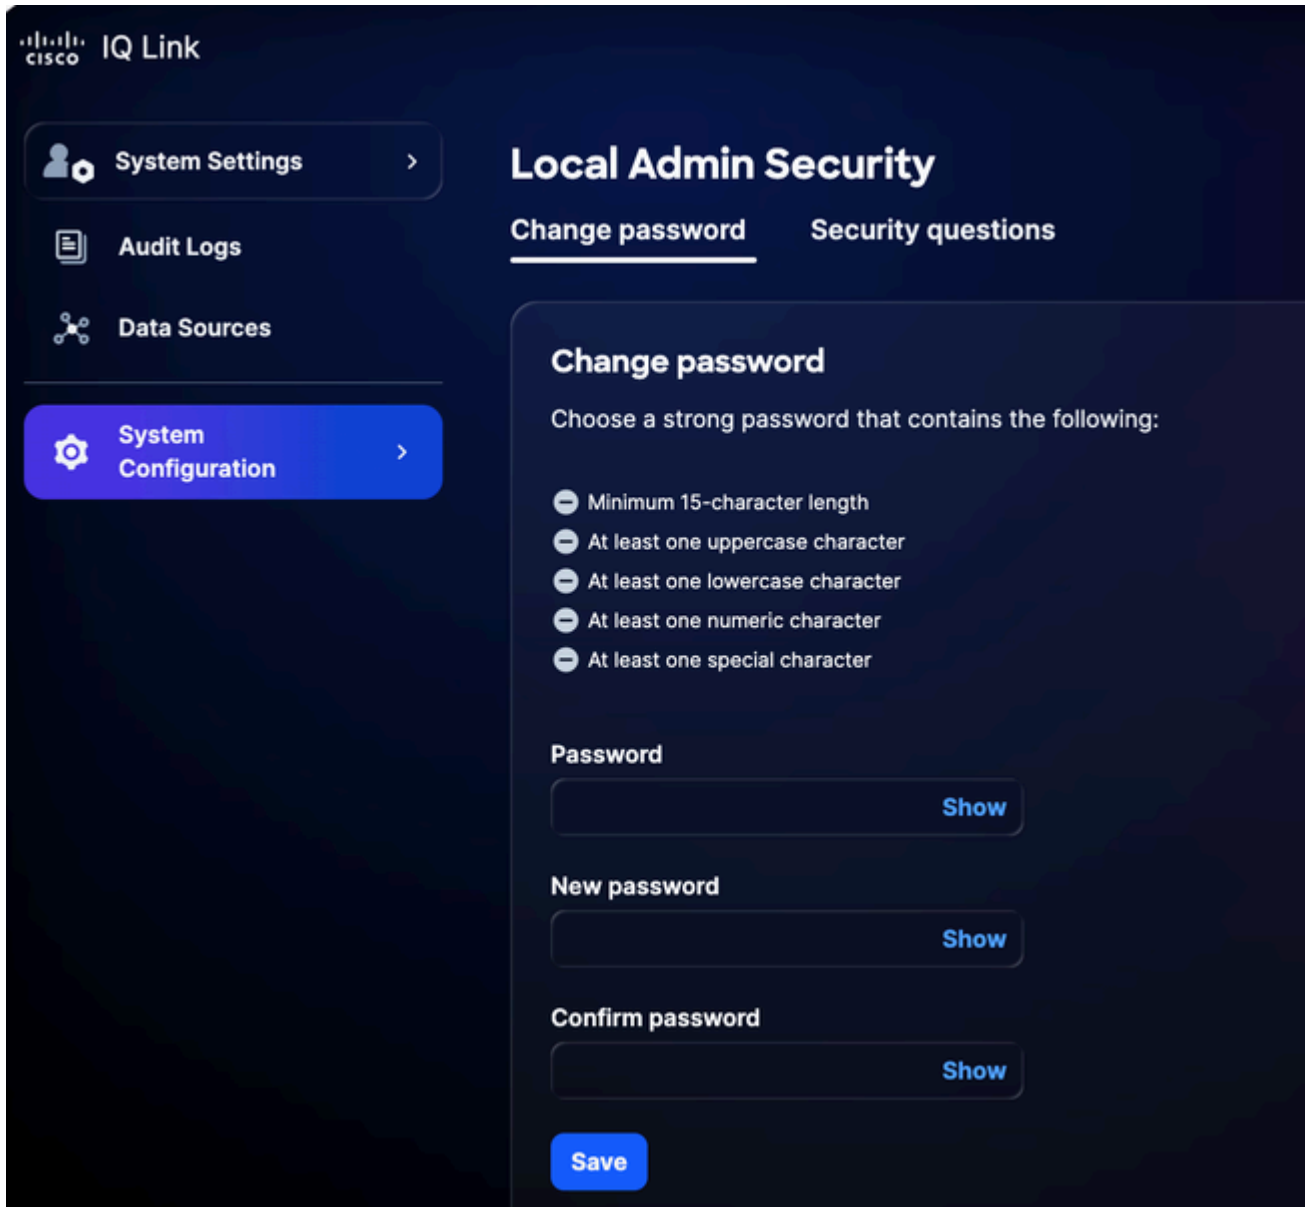 cisco IQ Link
System Settings
Audit Logs
Data Sources
System
Configuration
Local Admin Security
Change password Security questions
Change password
Choose a strong password that contains the following:
Minimum 15-character length
At least one uppercase character
At least one lowercase character
At least one numeric character
At least one special character
Password
Show
New password
Show
Confirm password
Show
Save